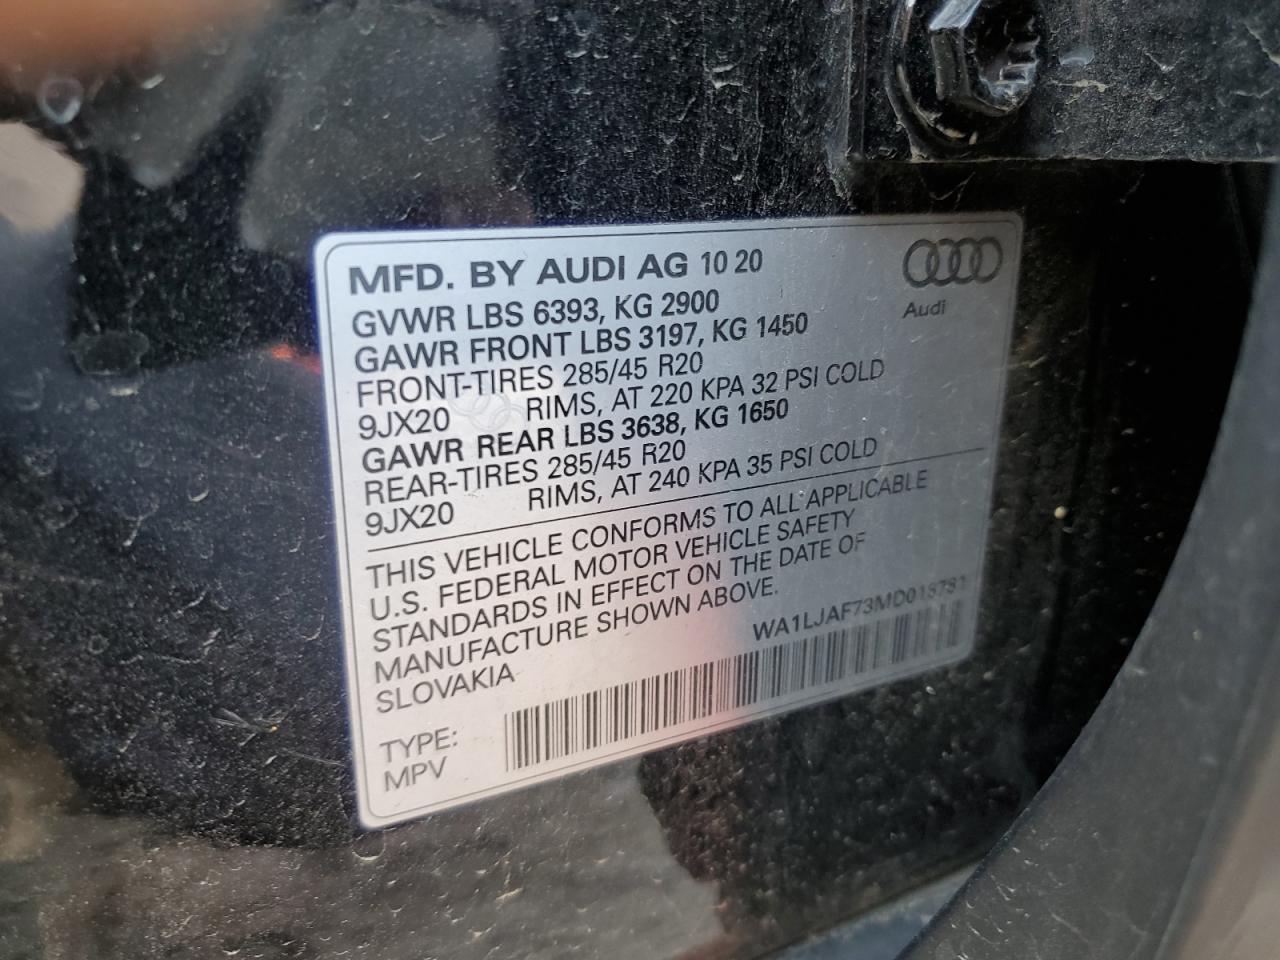 MFD. BY AUDI AG 10 20
GVWR LBS 6393, KG 2900
GAWR FRONT LBS 3197, KG 1450
FRONT-TIRES 285/45 R20
9JX20 RIMS, AT 220 KPA 32 PSI COLD
GAWR REAR LBS 3638, KG 1650
REAR-TIRES 285/45 R20
9JX20 RIMS, AT 240 KPA 35 PSI COLD
Audi
THIS VEHICLE CONFORMS TO ALL APPLICABLE
U.S. FEDERAL MOTOR VEHICLE SAFETY
STANDARDS IN EFFECT ON THE DATE OF
MANUFACTURE SHOWN ABOVE.
SLOVAKIA
TYPE:
MPV